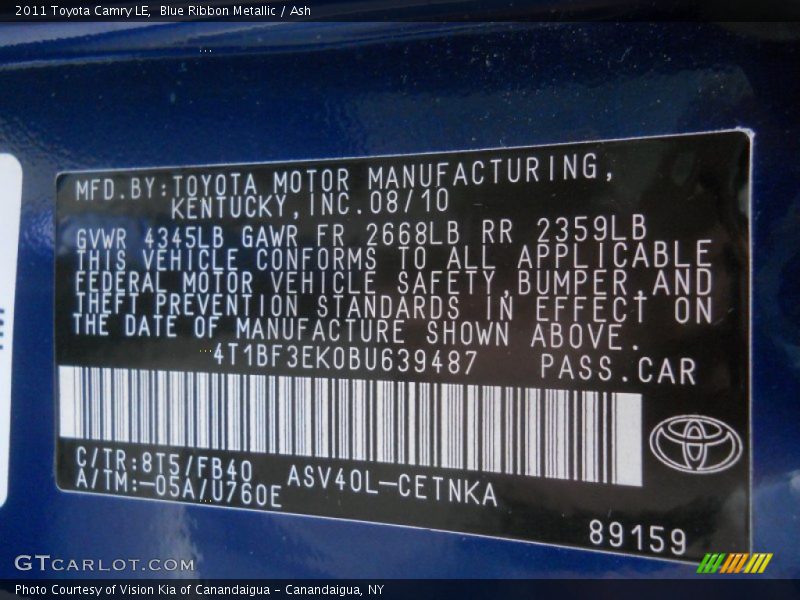 2011 Toyota Camry LE, Blue Ribbon Metallic / Ash
MFD.BY:TOYOTA MOTOR MANUFACTURING,
KENTUCKY,INC.08/10
GVWR 4345LB GAWR FR 2668LB RR 2359LB
THIS VEHICLE CONFORMS TO ALL APPLICABLE
FEDERAL MOTOR VEHICLE SAFETY,BUMPER,AND
THEFT PREVENTION STANDARDS IN EFFECT ON
THE DATE OF MANUFACTURE SHOWN ABOVE.
4T1BF3EK0BU639487 PASS.CAR
C/TR:8T5/FB40 ASV40L-CETNKA
A/TM:-05A/U760E
89159
GTCARLOT.COM
Photo Courtesy of Vision Kia of Canandaigua - Canandaigua, NY